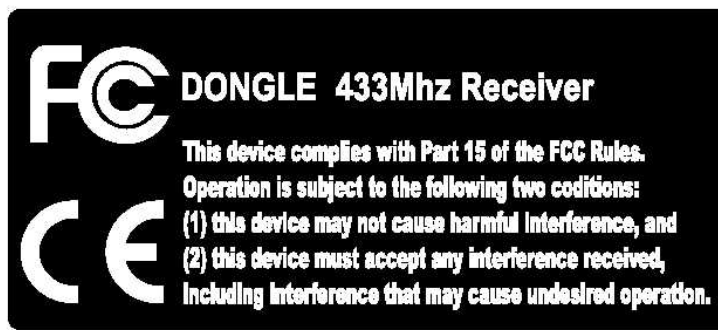 FCC DONGLE 433Mhz Receiver
This device complies with Part 15 of the FCC Rules.
Operation is subject to the following two coditions:
(1) this device may not cause harmful interference, and
(2) this device must accept any interference received,
including interference that may cause undesired operation.
CE